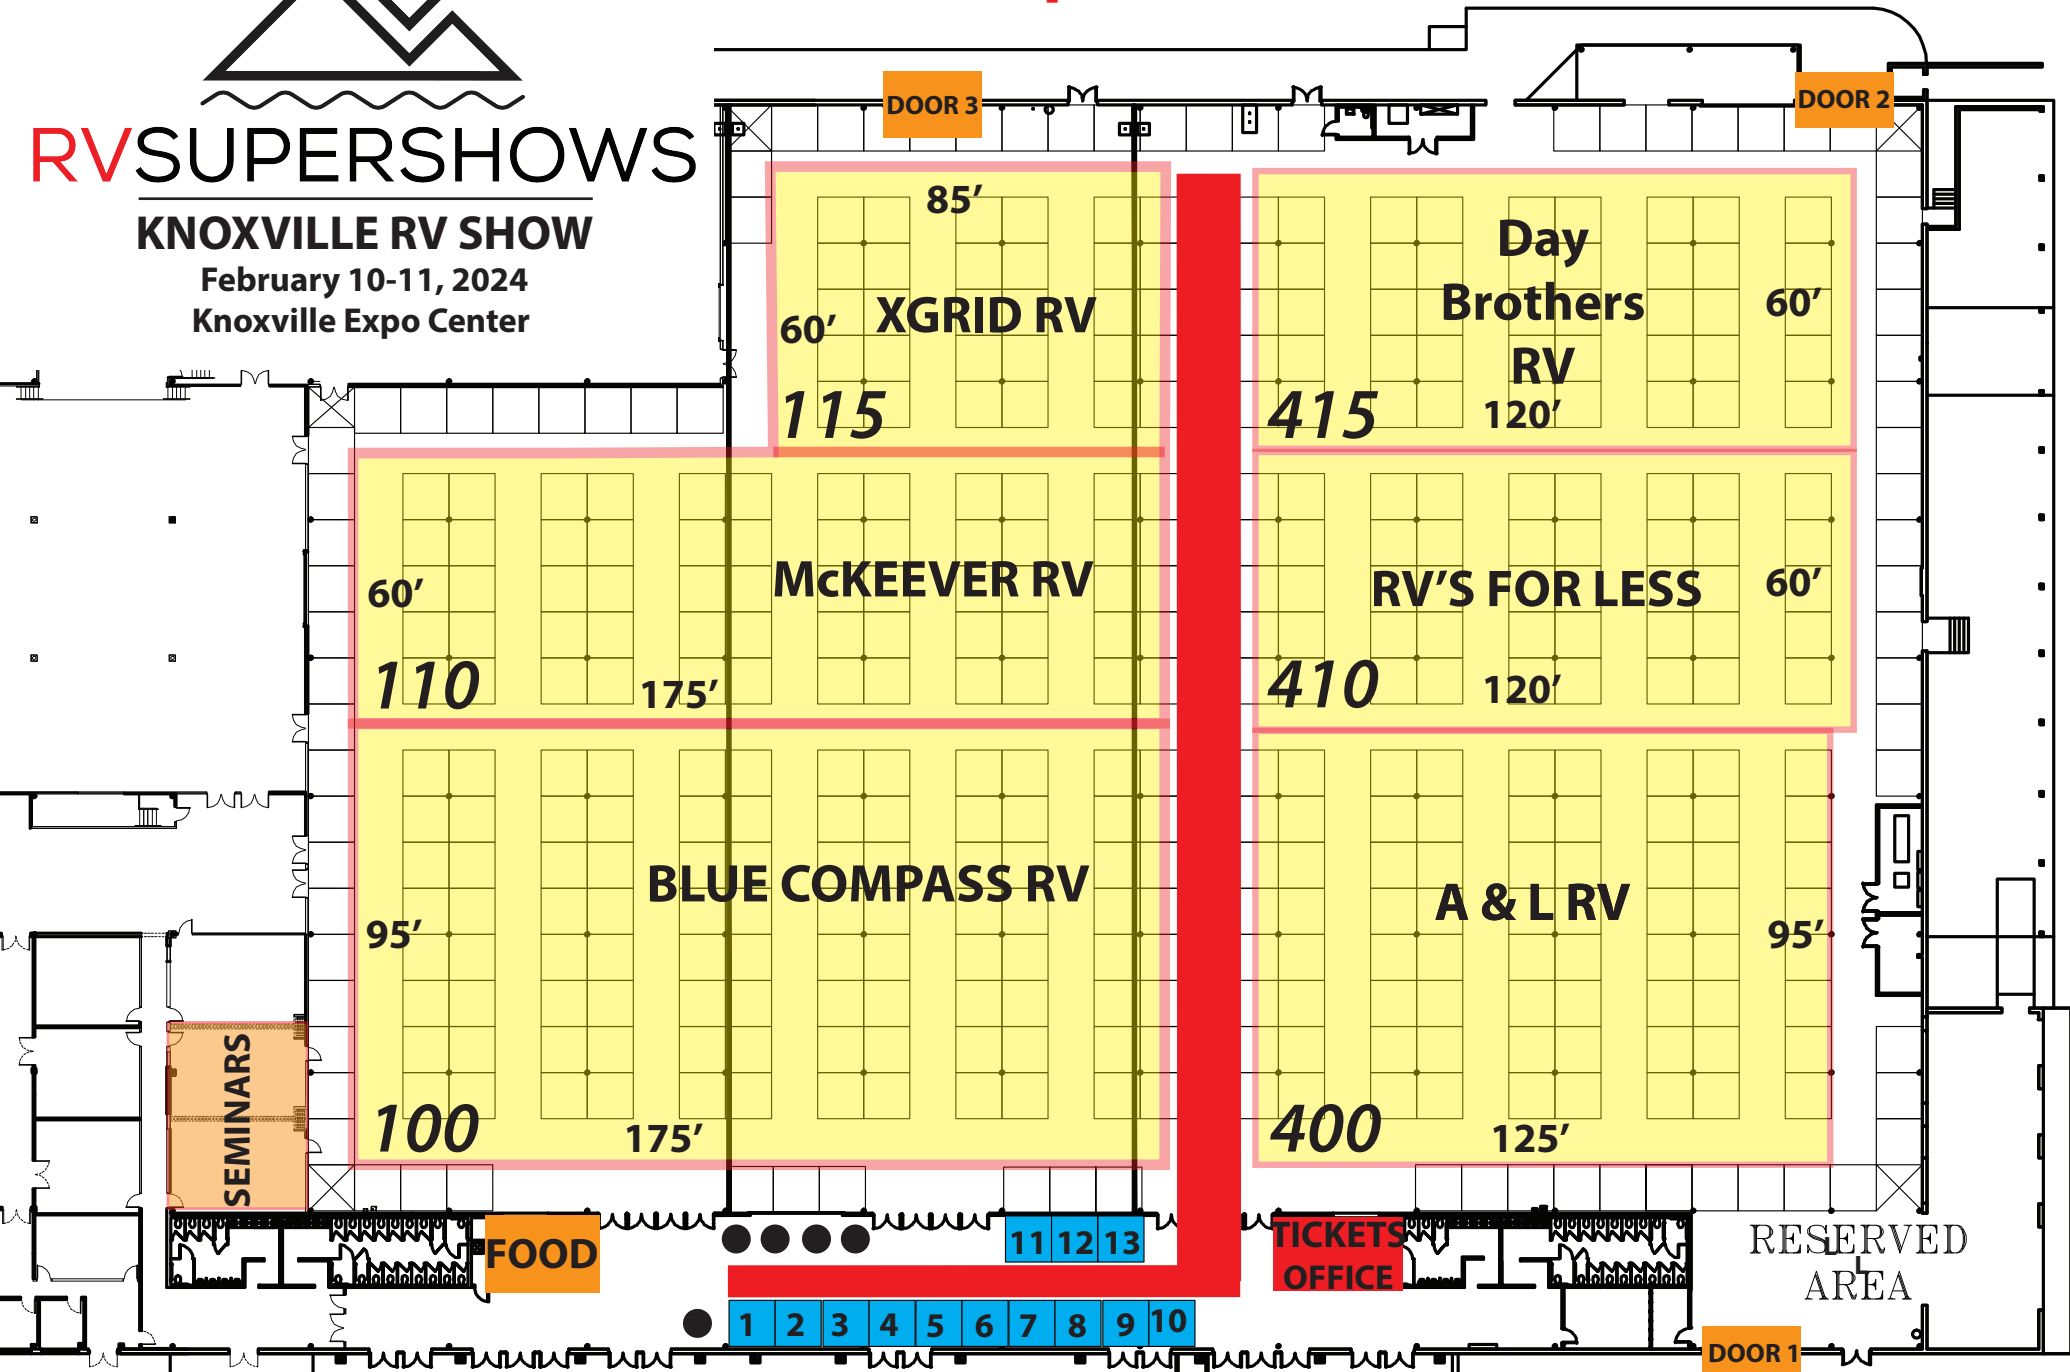 RVSUPERSHOWS
KNOXVILLE RV SHOW
February 10-11, 2024
Knoxville Expo Center
DOOR 3
DOOR 2
85'
60'
XGRID RV
115
Day
Brothers
RV
60'
415
120'
McKEEVER RV
60'
110
175'
RV'S FOR LESS
60'
410
120'
BLUE COMPASS RV
95'
100
175'
A & L RV
95'
400
125'
SEMINARS
FOOD
11 12 13
TICKETS
OFFICE
RESERVED
AREA
1 2 3 4 5 6 7 8 9 10
DOOR 1